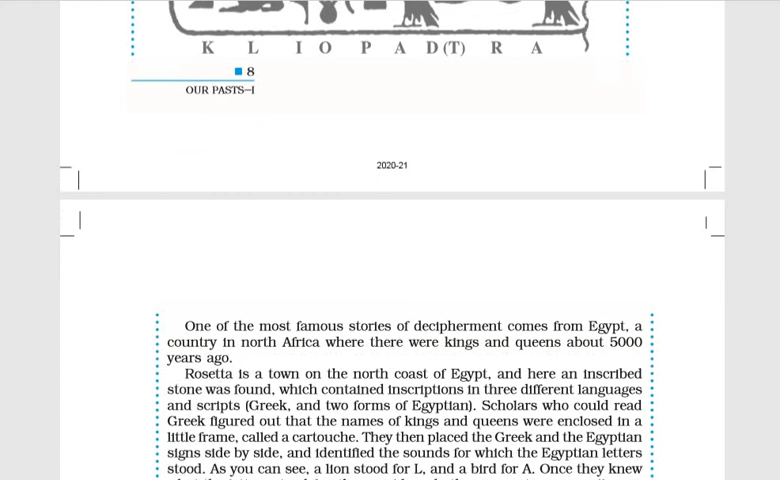 K L I O P A D (T) R A
8
OUR PASTS–I
2020-21
One of the most famous stories of decipherment comes from Egypt, a
country in north Africa where there were kings and queens about 5000
years ago.
Rosetta is a town on the north coast of Egypt, and here an inscribed
stone was found, which contained inscriptions in three different languages
and scripts (Greek, and two forms of Egyptian). Scholars who could read
Greek figured out that the names of kings and queens were enclosed in a
little frame, called a cartouche. They then placed the Greek and the Egyptian
signs side by side, and identified the sounds for which the Egyptian letters
stood. As you can see, a lion stood for L, and a bird for A. Once they knew